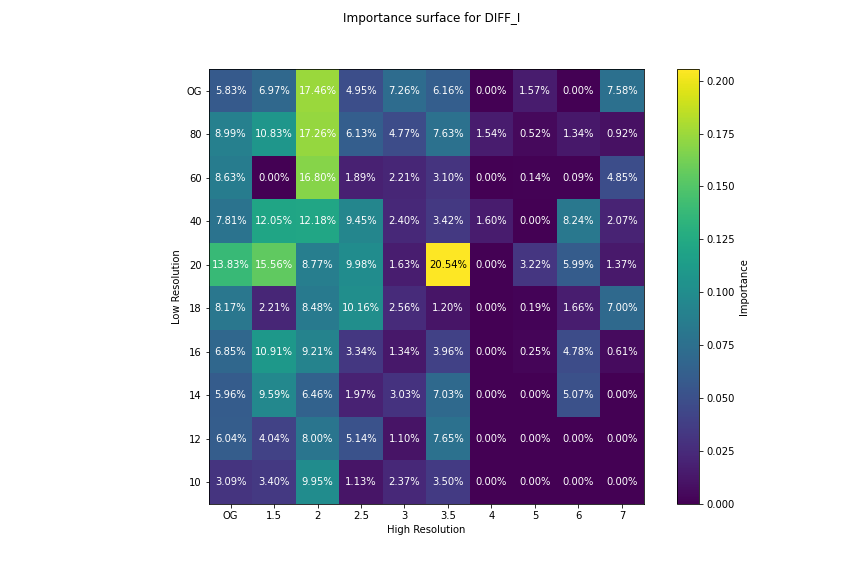 Importance surface for DIFF_I
OG 5.83% 6.97% 17.46% 4.95% 7.26% 6.16% 0.00% 1.57% 0.00% 7.58%
80 8.99% 10.83% 17.26% 6.13% 4.77% 7.63% 1.54% 0.52% 1.34% 0.92%
60 8.63% 0.00% 16.80% 1.89% 2.21% 3.10% 0.00% 0.14% 0.09% 4.85%
40 7.81% 12.05% 12.18% 9.45% 2.40% 3.42% 1.60% 0.00% 8.24% 2.07%
20 13.83% 15.56% 8.77% 9.98% 1.63% 20.54% 0.00% 3.22% 5.99% 1.37%
18 8.17% 2.21% 8.48% 10.16% 2.56% 1.20% 0.00% 0.19% 1.66% 7.00%
16 6.85% 10.91% 9.21% 3.34% 1.34% 3.96% 0.00% 0.25% 4.78% 0.61%
14 5.96% 9.59% 6.46% 1.97% 3.03% 7.03% 0.00% 0.00% 5.07% 0.00%
12 6.04% 4.04% 8.00% 5.14% 1.10% 7.65% 0.00% 0.00% 0.00% 0.00%
10 3.09% 3.40% 9.95% 1.13% 2.37% 3.50% 0.00% 0.00% 0.00% 0.00%
OG 1.5 2 2.5 3 3.5 4 5 6 7
High Resolution
Low Resolution
0.200
0.175
0.150
0.125
0.100
0.075
0.050
0.025
0.000
Importance